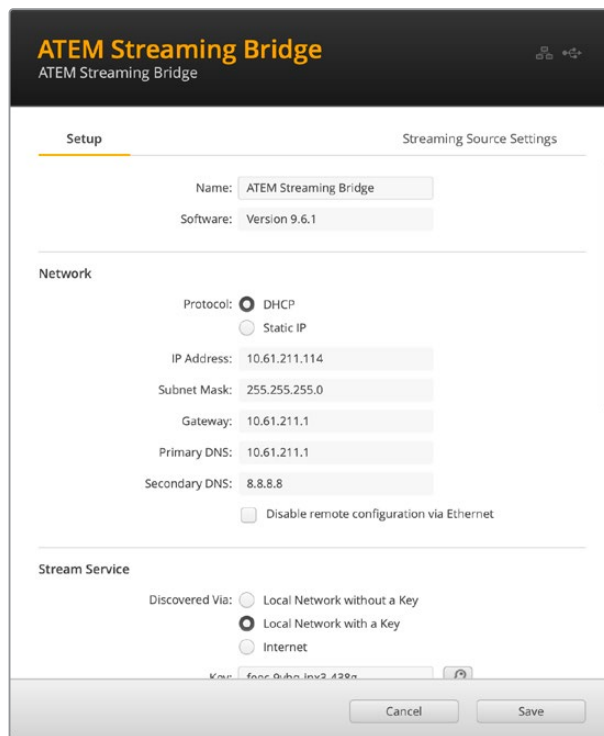 ATEM Streaming Bridge
ATEM Streaming Bridge
Setup Streaming Source Settings
Name: ATEM Streaming Bridge
Software: Version 9.6.1
Network
Protocol: DHCP
Static IP
IP Address: 10.61.211.114
Subnet Mask: 255.255.255.0
Gateway: 10.61.211.1
Primary DNS: 10.61.211.1
Secondary DNS: 8.8.8.8
Disable remote configuration via Ethernet
Stream Service
Discovered Via: Local Network without a Key
Local Network with a Key
Internet
Key:
Cancel Save